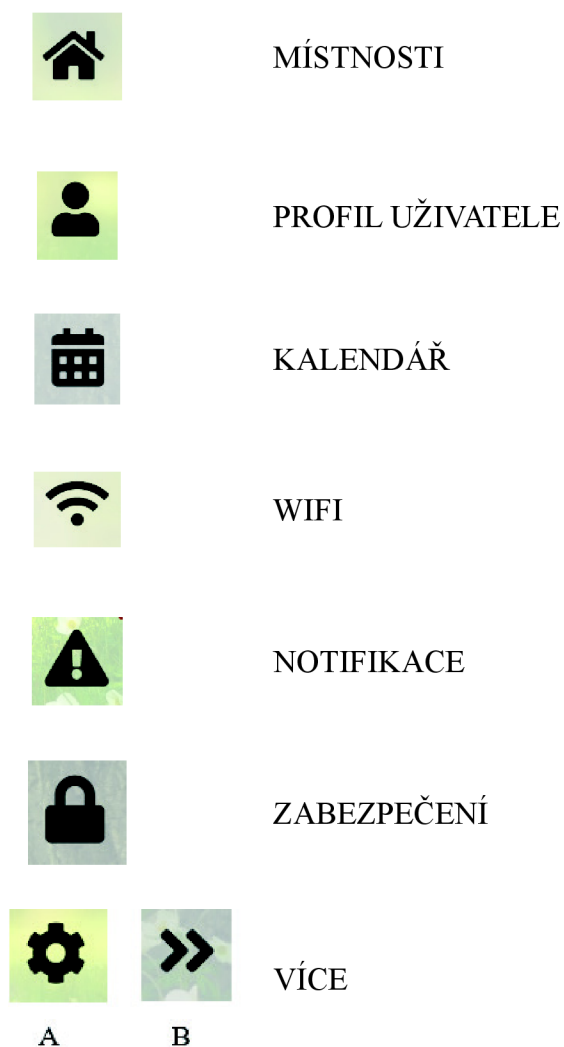 MÍSTNOSTI
PROFIL UŽIVATELE
KALENDÁŘ
WIFI
NOTIFIKACE
ZABEZPEČENÍ
VÍCE
A B